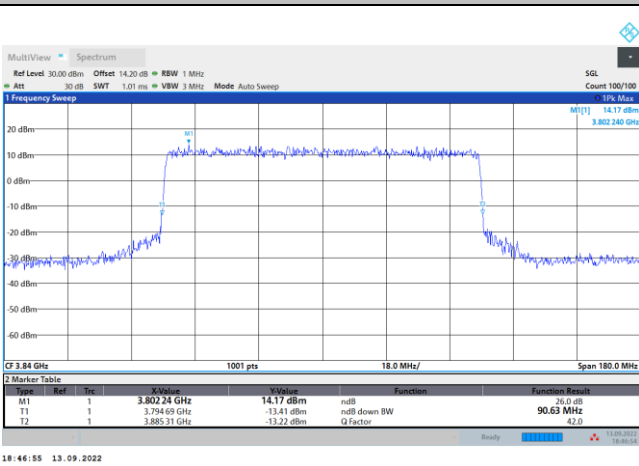 MultiView Spectrum
Ref Level 30.00 dBm Offset 14.20 dB RBW 1 MHz SGL
Att 30 dB SWT 1.01 ms VBW 3 MHz Mode Auto Sweep Count 100/100
1 Frequency Sweep 1Pk Max
M1[1] 14.17 dBm
3.802 240 GHz
M1
20 dBm
10 dBm
0 dBm
-10 dBm
-20 dBm
-30 dBm
-40 dBm
-50 dBm
-60 dBm
CF 3.84 GHz 1001 pts 18.0 MHz/ Span 180.0 MHz
2 Marker Table
Type Ref Trc X-Value Y-Value Function Function Result
M1 1 3.802 24 GHz 14.17 dBm ndB 26.0 dB
T1 1 3.794 69 GHz -13.41 dBm ndB down BW 90.63 MHz
T2 1 3.885 31 GHz -13.22 dBm Q Factor 42.0
Ready 13.09.2022
18:46:54
18:46:55 13.09.2022